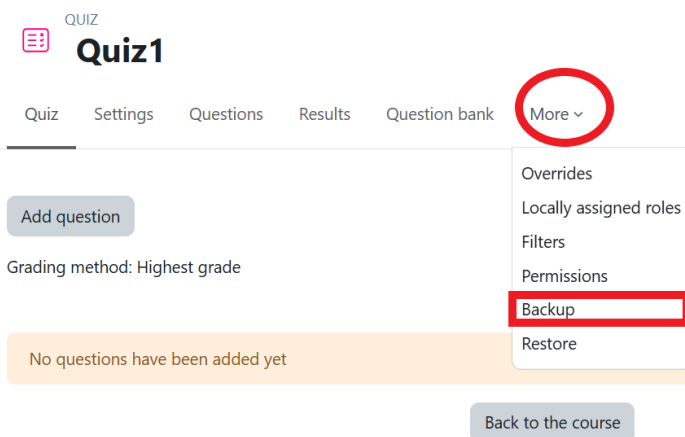 QUIZ
Quiz1
Quiz Settings Questions Results Question bank More
Overrides
Locally assigned roles
Filters
Permissions
Backup
Restore
Add question
Grading method: Highest grade
No questions have been added yet
Back to the course